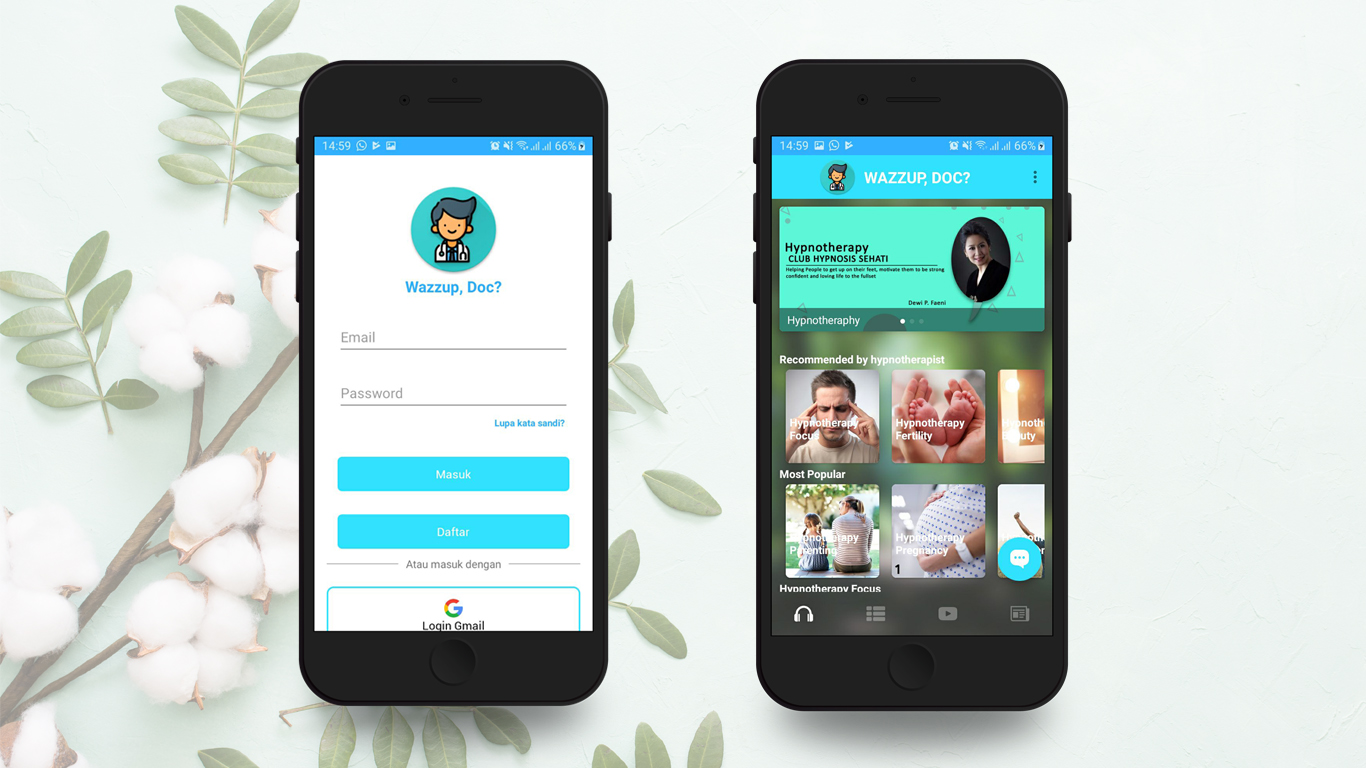 14:59
66%
Wazzup, Doc?
Email
Password
Lupa kata sandi?
Masuk
Daftar
Atau masuk dengan
Login Gmail
14:59
66%
WAZZUP, DOC?
Hypnotherapy
CLUB HYPNOSIS SEHATI
Helping People to get up on their feet, motivate them to be strong
confident and loving life to the fullset
Dewi P. Faeni
Hypnotheraphy
Recommended by hypnotherapist
Hypnotherapy
Focus
Hypnotherapy
Fertility
Hypnoth
Most Popular
Hypnotherapy
Parenting
Hypnotherapy
Pregnancy
1
Hypnotherapy Focus